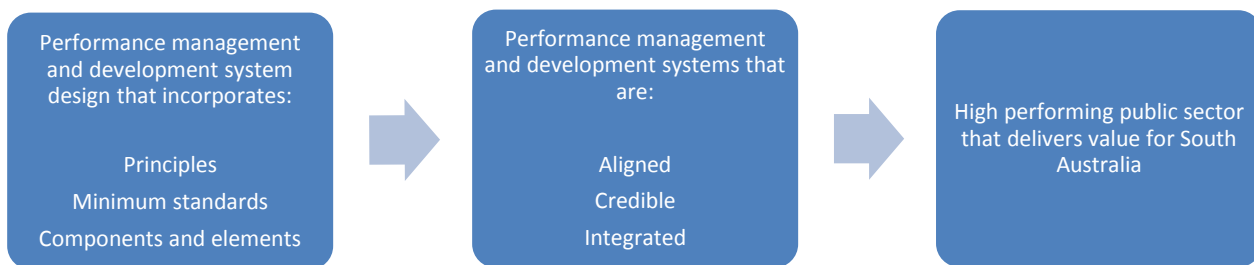 Performance management
and development system
design that incorporates:
Principles
Minimum standards
Components and elements
Performance management
and development systems that
are:
Aligned
Credible
Integrated
High performing public sector
that delivers value for South
Australia